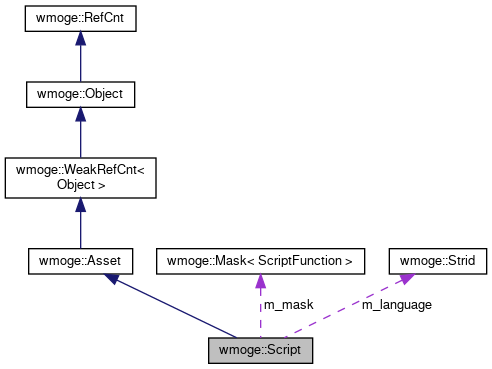 wmoge::RefCnt
wmoge::Object
wmoge::WeakRefCnt<
Object >
wmoge::Asset
wmoge::Mask< ScriptFunction >
wmoge::Strid
m_mask
m_language
wmoge::Script